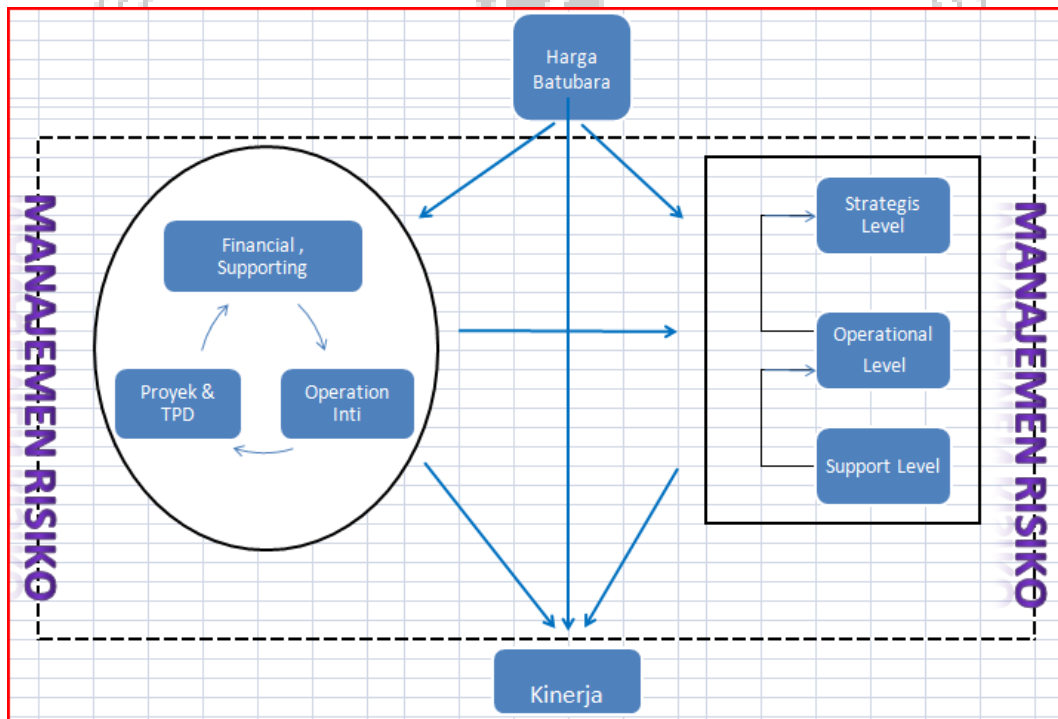 Harga
Batubara
MANAJEMEN RISIKO
Financial ,
Supporting
Proyek &
TPD
Operation
Inti
Strategis
Level
Operational
Level
Support Level
MANAJEMEN RISIKO
Kinerja